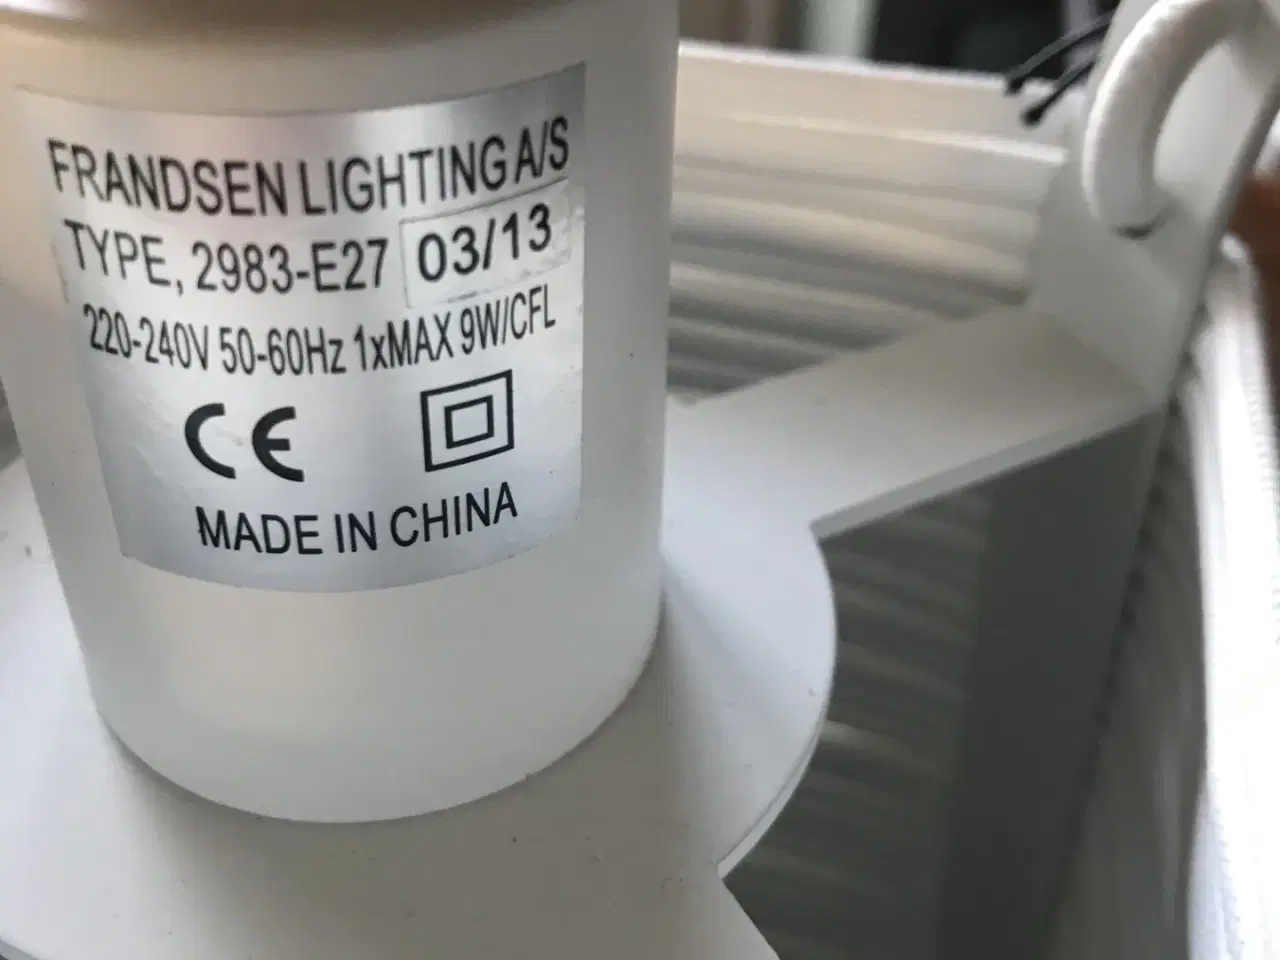 FRANDSEN LIGHTING A/S
TYPE, 2983-E27 03/13
220-240V 50-60Hz 1xMAX 9W/CFL
CE
MADE IN CHINA